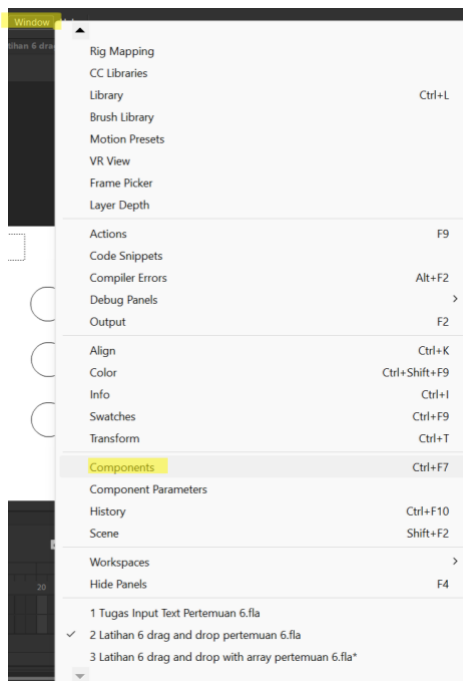 Window
tihan 6 dra
Rig Mapping
CC Libraries
Library Ctrl+L
Brush Library
Motion Presets
VR View
Frame Picker
Layer Depth
Actions F9
Code Snippets
Compiler Errors Alt+F2
Debug Panels >
Output F2
Align Ctrl+K
Color Ctrl+Shift+F9
Info Ctrl+I
Swatches Ctrl+F9
Transform Ctrl+T
Components Ctrl+F7
Component Parameters
History Ctrl+F10
Scene Shift+F2
Workspaces >
Hide Panels F4
20
1 Tugas Input Text Pertemuan 6.fla
✓ 2 Latihan 6 drag and drop pertemuan 6.fla
3 Latihan 6 drag and drop with array pertemuan 6.fla*